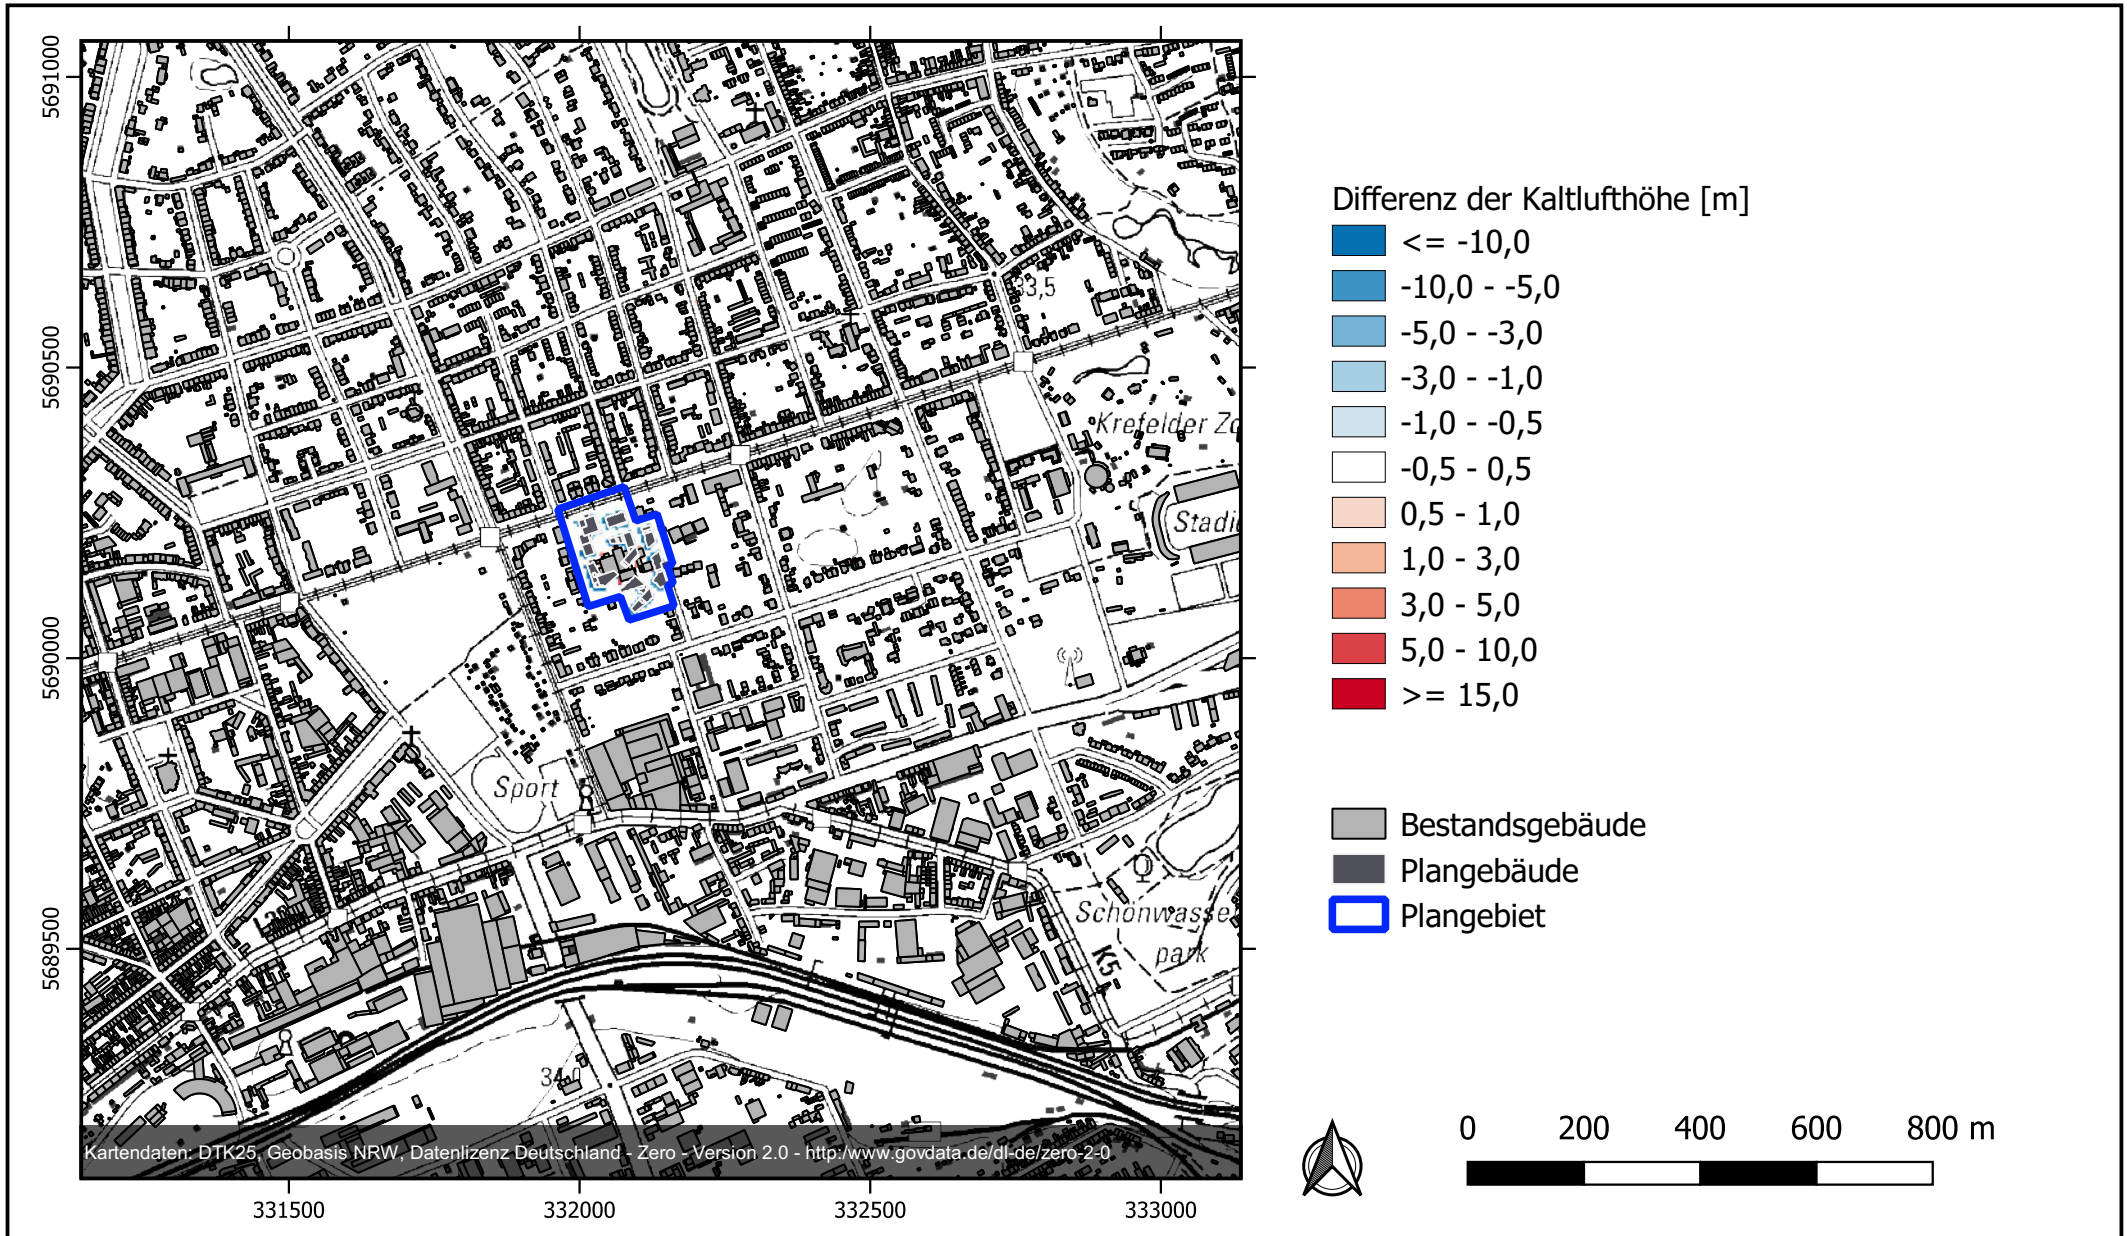 5691000
5690500
5690000
5689500
33,5
Krefelder Zo
Stadi
Sport
Schönwasse
park
K5
34,0
Kartendaten: DTK25, Geobasis NRW, Datenlizenz Deutschland - Zero - Version 2.0 - http:/www.govdata.de/dl-de/zero-2-0
331500
332000
332500
333000
Differenz der Kaltlufthöhe [m]
<= -10,0
-10,0 - -5,0
-5,0 - -3,0
-3,0 - -1,0
-1,0 - -0,5
-0,5 - 0,5
0,5 - 1,0
1,0 - 3,0
3,0 - 5,0
5,0 - 10,0
>= 15,0
Bestandsgebäude
Plangebäude
Plangebiet
0 200 400 600 800 m